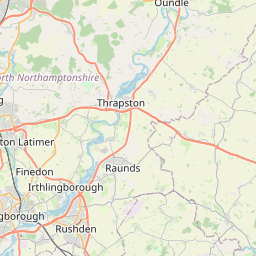 Oundle
North Northamptonshire
Thrapston
ton Latimer
Finedon
Raunds
Irthlingborough
gborough
Rushden